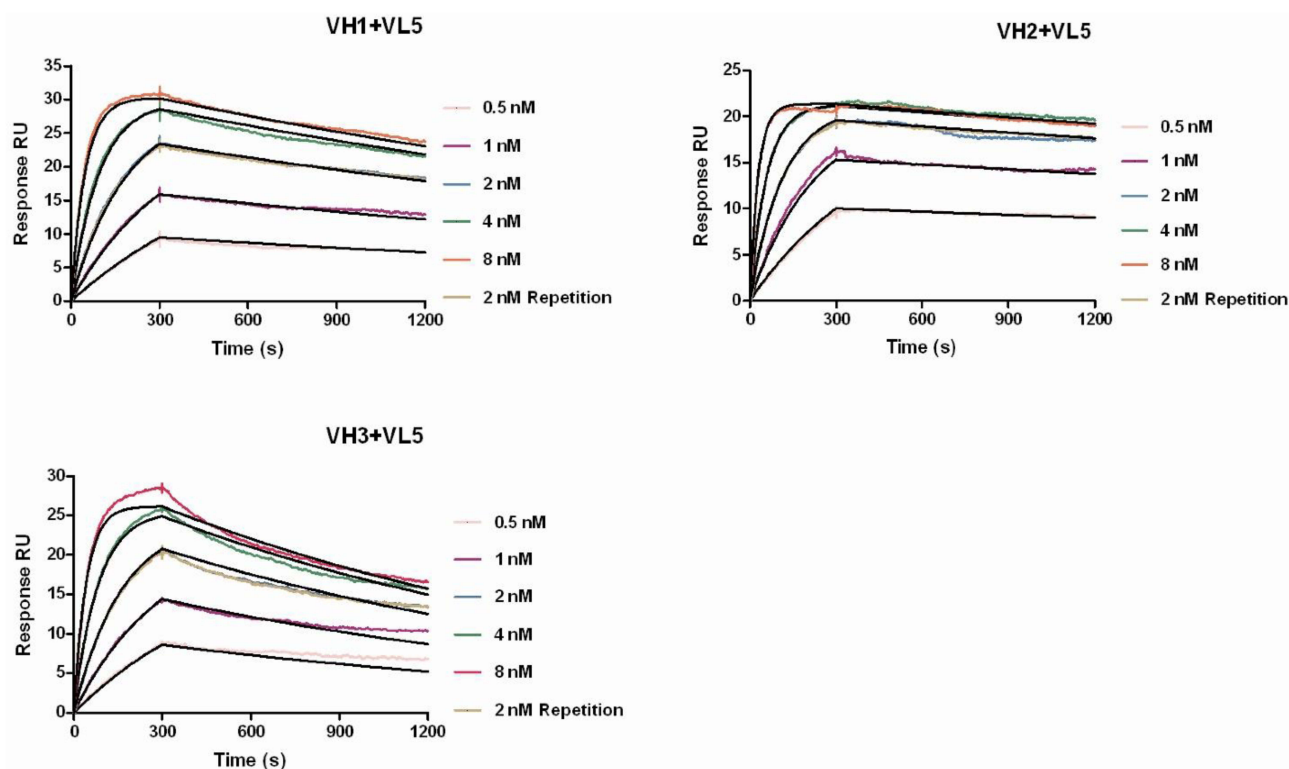 VH1+VL5
Response RU
35
30
25
20
15
10
5
0
0 300 600 900 1200
Time (s)
0.5 nM
1 nM
2 nM
4 nM
8 nM
2 nM Repetition
VH2+VL5
Response RU
25
20
15
10
5
0
0 300 600 900 1200
Time (s)
0.5 nM
1 nM
2 nM
4 nM
8 nM
2 nM Repetition
VH3+VL5
Response RU
30
25
20
15
10
5
0
0 300 600 900 1200
Time (s)
0.5 nM
1 nM
2 nM
4 nM
8 nM
2 nM Repetition